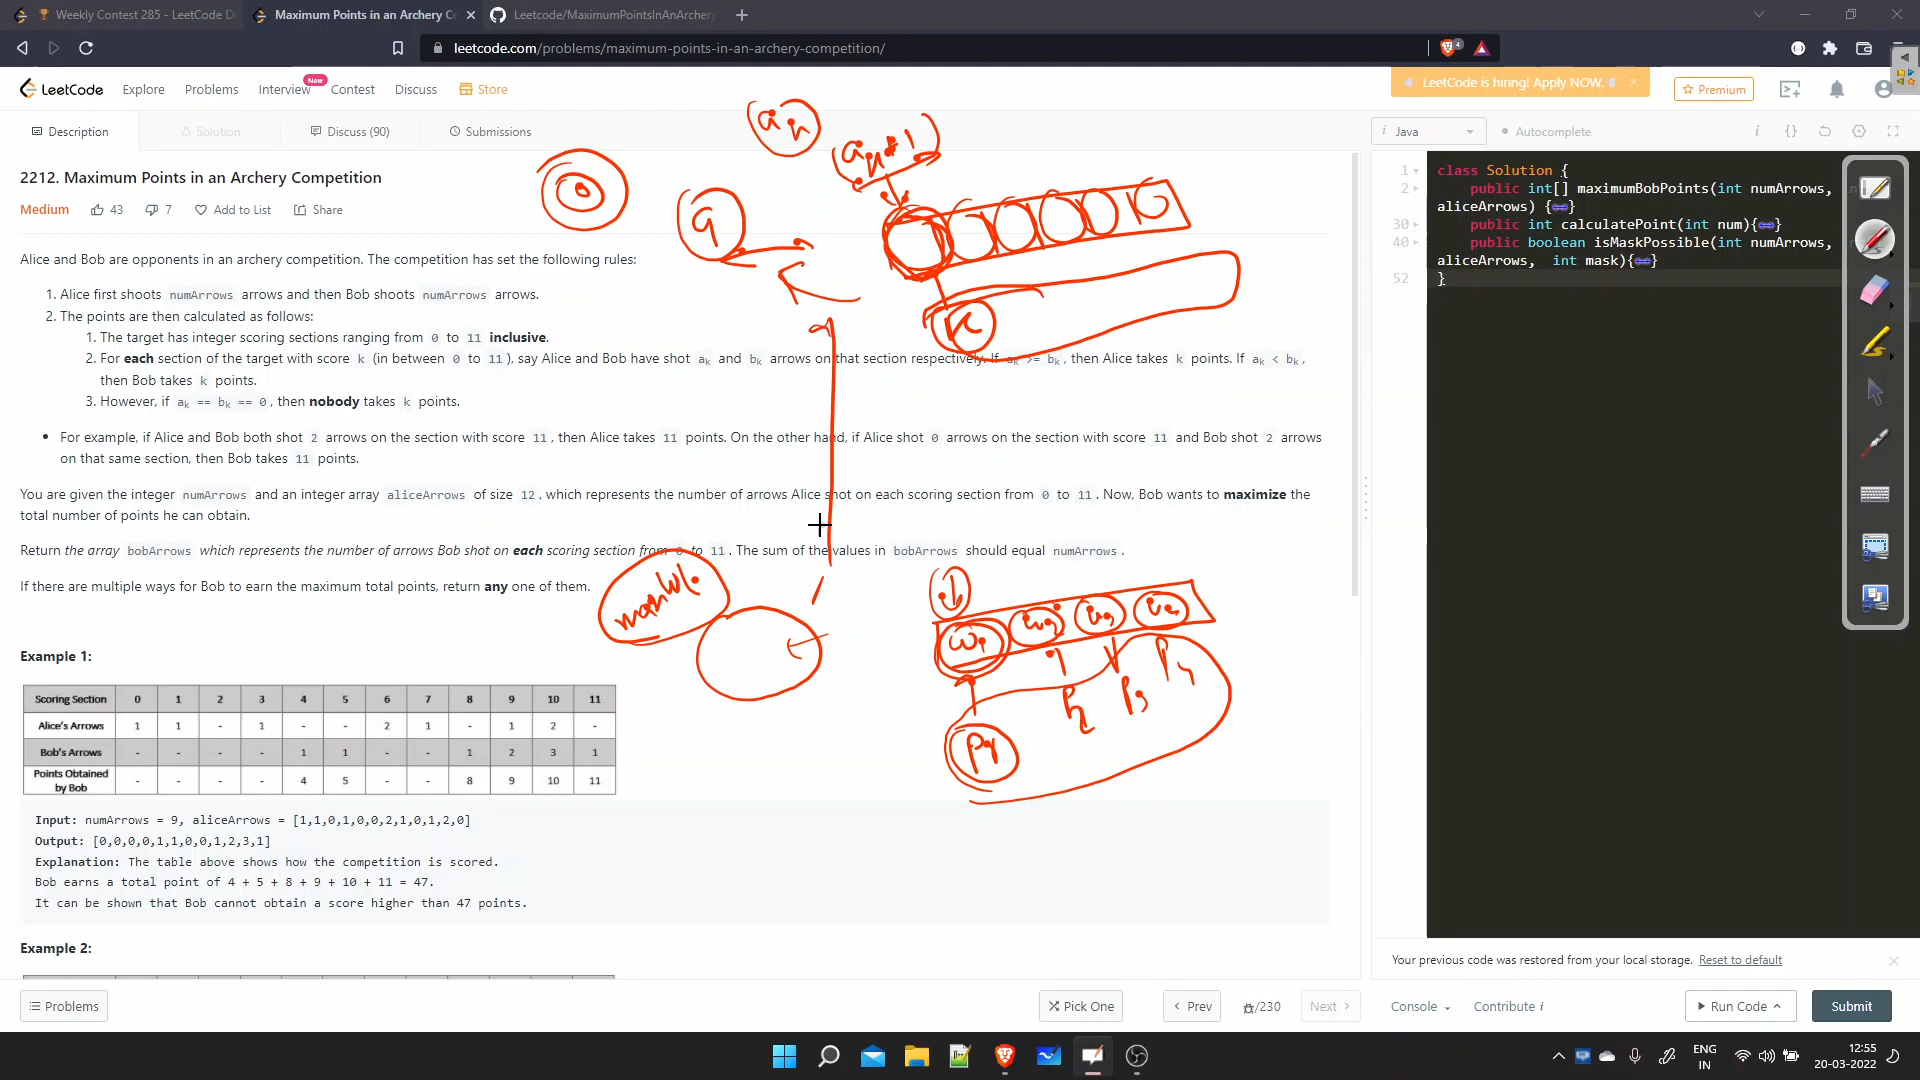 Weekly Contest 285 - LeetCode D
Maximum Points in an Archery C
Leetcode/MaximumPointsInAnArchery
leetcode.com/problems/maximum-points-in-an-archery-competition/
4
LeetCode
Explore
Problems
Interview
New
Contest
Discuss
Store
LeetCode is hiring! Apply NOW.
Premium
Description
Solution
Discuss (90)
Submissions
i Java
Autocomplete
2212. Maximum Points in an Archery Competition
Medium
43
7
Add to List
Share
Alice and Bob are opponents in an archery competition. The competition has set the following rules:
1. Alice first shoots numArrows arrows and then Bob shoots numArrows arrows.
2. The points are then calculated as follows:
1. The target has integer scoring sections ranging from 0 to 11 inclusive.
2. For each section of the target with score k (in between 0 to 11), say Alice and Bob have shot ak and bk arrows on that section respectively. If ak >= bk, then Alice takes k points. If ak < bk,
then Bob takes k points.
3. However, if ak == bk == 0, then nobody takes k points.
• For example, if Alice and Bob both shot 2 arrows on the section with score 11, then Alice takes 11 points. On the other hand, if Alice shot 0 arrows on the section with score 11 and Bob shot 2 arrows
on that same section, then Bob takes 11 points.
You are given the integer numArrows and an integer array aliceArrows of size 12, which represents the number of arrows Alice shot on each scoring section from 0 to 11. Now, Bob wants to maximize the
total number of points he can obtain.
Return the array bobArrows which represents the number of arrows Bob shot on each scoring section from 0 to 11. The sum of the values in bobArrows should equal numArrows.
If there are multiple ways for Bob to earn the maximum total points, return any one of them.
Example 1:
Scoring Section 0 1 2 3 4 5 6 7 8 9 10 11
Alice's Arrows 1 1 - 1 - - 2 1 - 1 2 -
Bob's Arrows - - - - 1 1 - - 1 2 3 1
Points Obtained by Bob - - - - 4 5 - - 8 9 10 11
Input: numArrows = 9, aliceArrows = [1,1,0,1,0,0,2,1,0,1,2,0]
Output: [0,0,0,0,1,1,0,0,1,2,3,1]
Explanation: The table above shows how the competition is scored.
Bob earns a total point of 4 + 5 + 8 + 9 + 10 + 11 = 47.
It can be shown that Bob cannot obtain a score higher than 47 points.
Example 2:
1
class Solution {
2
public int[] maximumBobPoints(int numArrows,
aliceArrows) {
}
30
public int calculatePoint(int num){
}
40
public boolean isMaskPossible(int numArrows,
aliceArrows, int mask){
}
52
}
Your previous code was restored from your local storage. Reset to default
Problems
Pick One
Prev
/230
Next
Console
Contribute i
Run Code
Submit
ENG
IN
12:55
20-03-2022